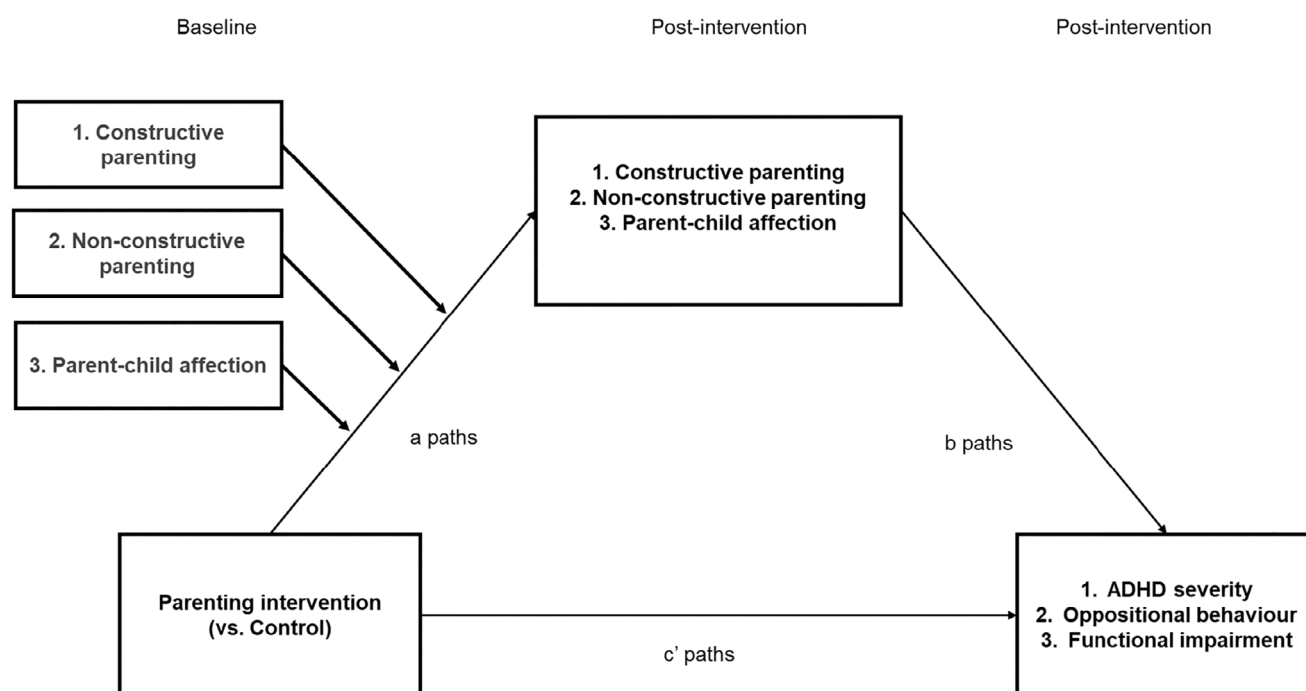 Baseline
Post-intervention
Post-intervention
1. Constructive
parenting
2. Non-constructive
parenting
3. Parent-child affection
1. Constructive parenting
2. Non-constructive parenting
3. Parent-child affection
a paths
b paths
Parenting intervention
(vs. Control)
c' paths
1. ADHD severity
2. Oppositional behaviour
3. Functional impairment